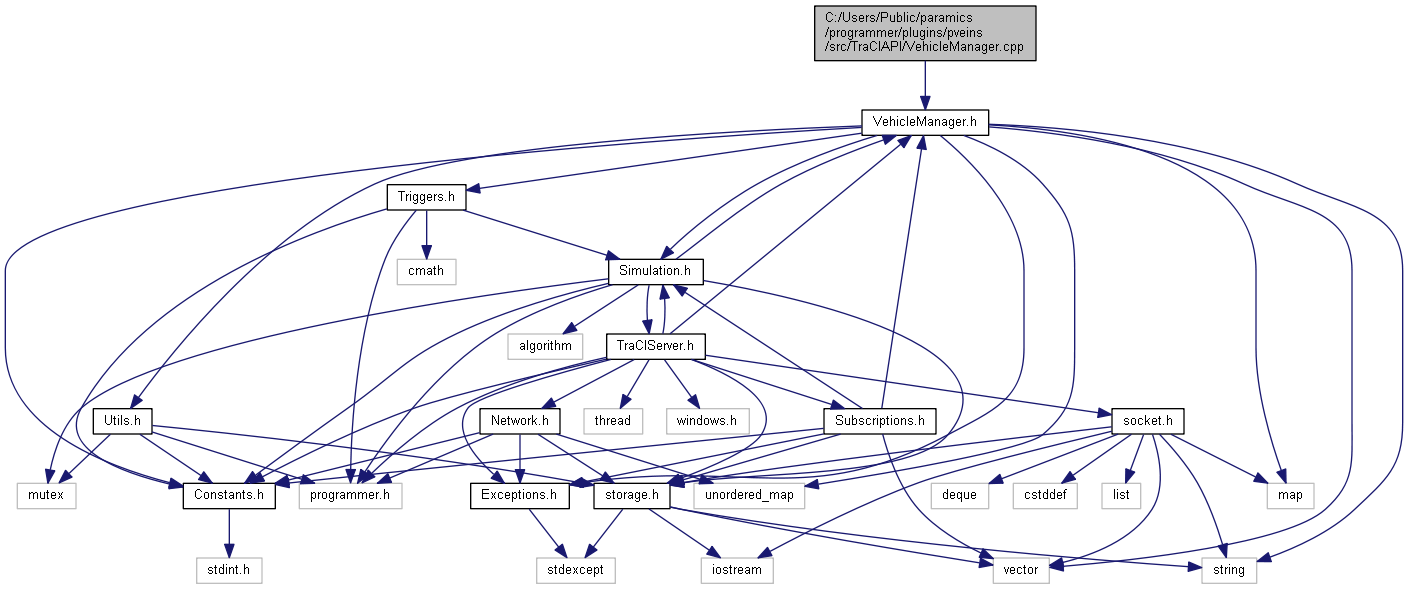 C:/Users/Public/paramics
/programmer/plugins/pveins
/src/TraCIAPI/VehicleManager.cpp
VehicleManager.h
Triggers.h
cmath
Simulation.h
algorithm
TraCIServer.h
Utils.h
Network.h
thread
windows.h
Subscriptions.h
socket.h
mutex
Constants.h
programmer.h
Exceptions.h
storage.h
unordered_map
deque
cstddef
list
map
stdint.h
stdexcept
iostream
vector
string